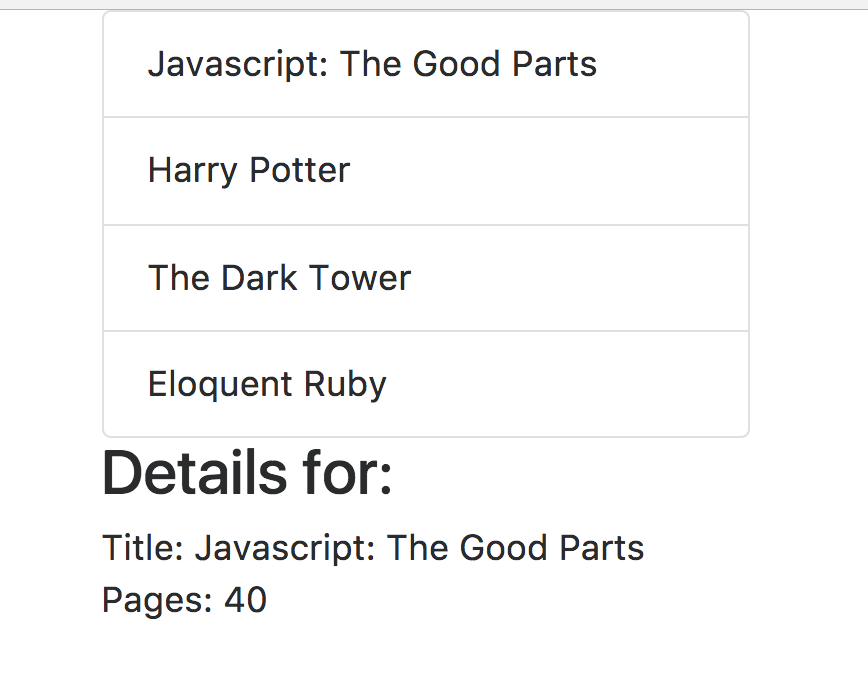 Javascript: The Good Parts
Harry Potter
The Dark Tower
Eloquent Ruby
Details for:
Title: Javascript: The Good Parts
Pages: 40